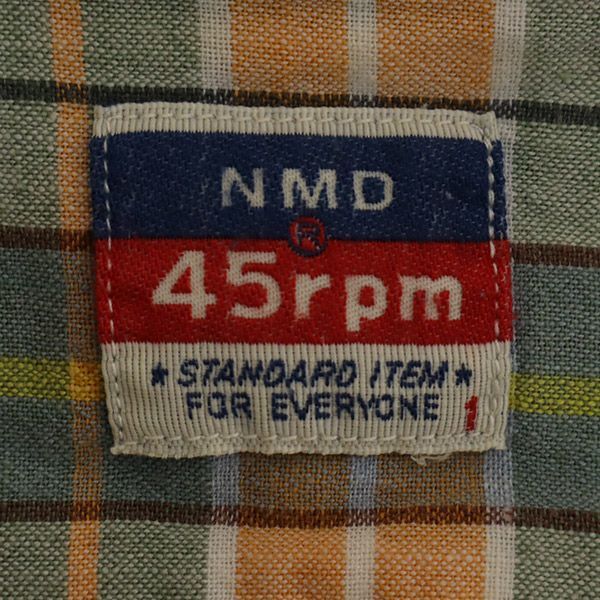 NMD
®
45rpm
★STANDARD ITEM★
FOR EVERYONE 1